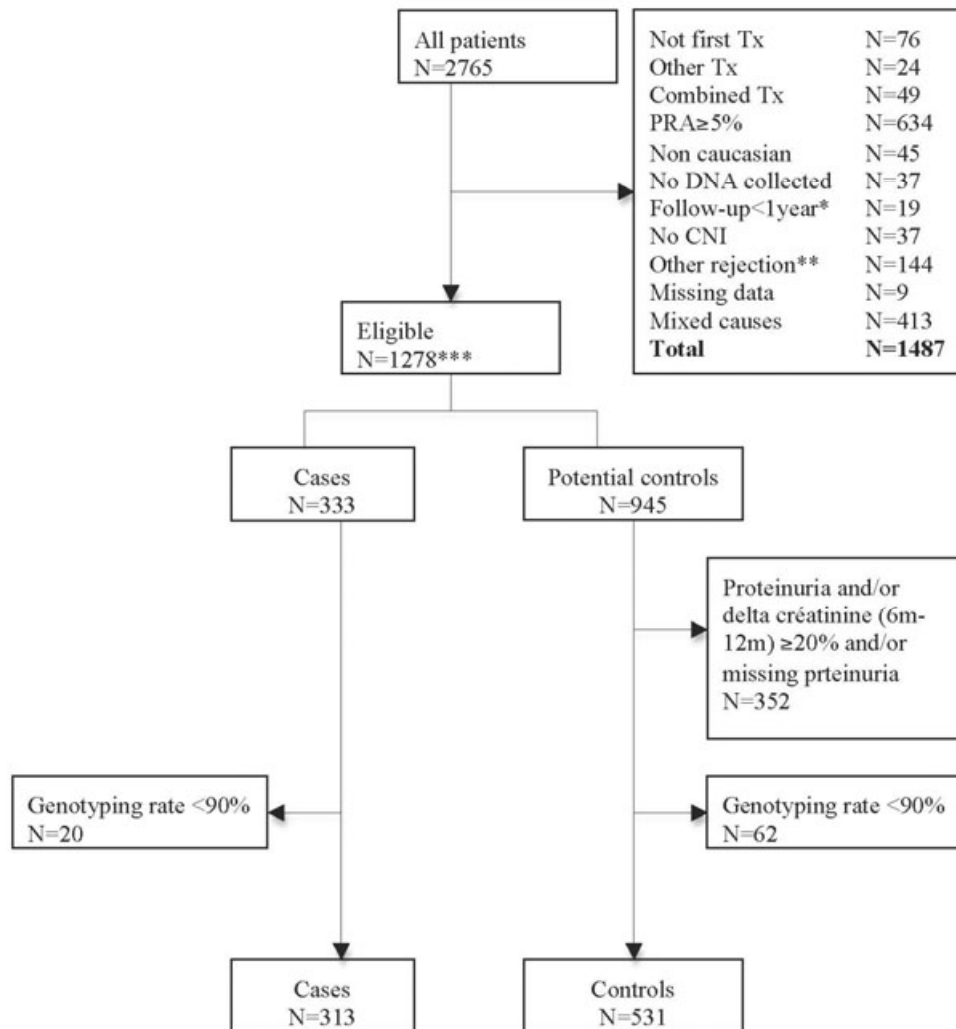 All patients
N=2765
Not first Tx N=76
Other Tx N=24
Combined Tx N=49
PRA≥5% N=634
Non caucasian N=45
No DNA collected N=37
Follow-up<1year* N=19
No CNI N=37
Other rejection** N=144
Missing data N=9
Mixed causes N=413
Total N=1487
Eligible
N=1278***
Cases
N=333
Potential controls
N=945
Proteinuria and/or
delta créatinine (6m-
12m) ≥20% and/or
missing prteinuria
N=352
Genotyping rate <90%
N=20
Genotyping rate <90%
N=62
Cases
N=313
Controls
N=531